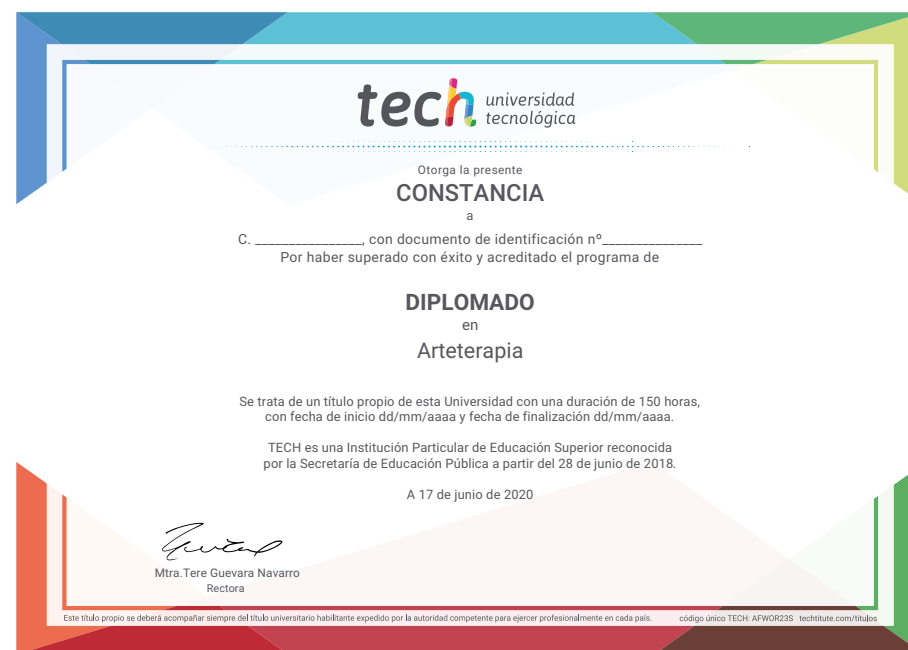 tech universidad
tecnológica
Otorga la presente
CONSTANCIA
a
C. ________________, con documento de identificación nº_______________
Por haber superado con éxito y acreditado el programa de
DIPLOMADO
en
Arteterapia
Se trata de un título propio de esta Universidad con una duración de 150 horas,
con fecha de inicio dd/mm/aaaa y fecha de finalización dd/mm/aaaa.
TECH es una Institución Particular de Educación Superior reconocida
por la Secretaría de Educación Pública a partir del 28 de junio de 2018.
A 17 de junio de 2020
Mtra.Tere Guevara Navarro
Rectora
Este título propio se deberá acompañar siempre del título universitario habilitante expedido por la autoridad competente para ejercer profesionalmente en cada país. código único TECH: AFWOR23S techtitute.com/titulos